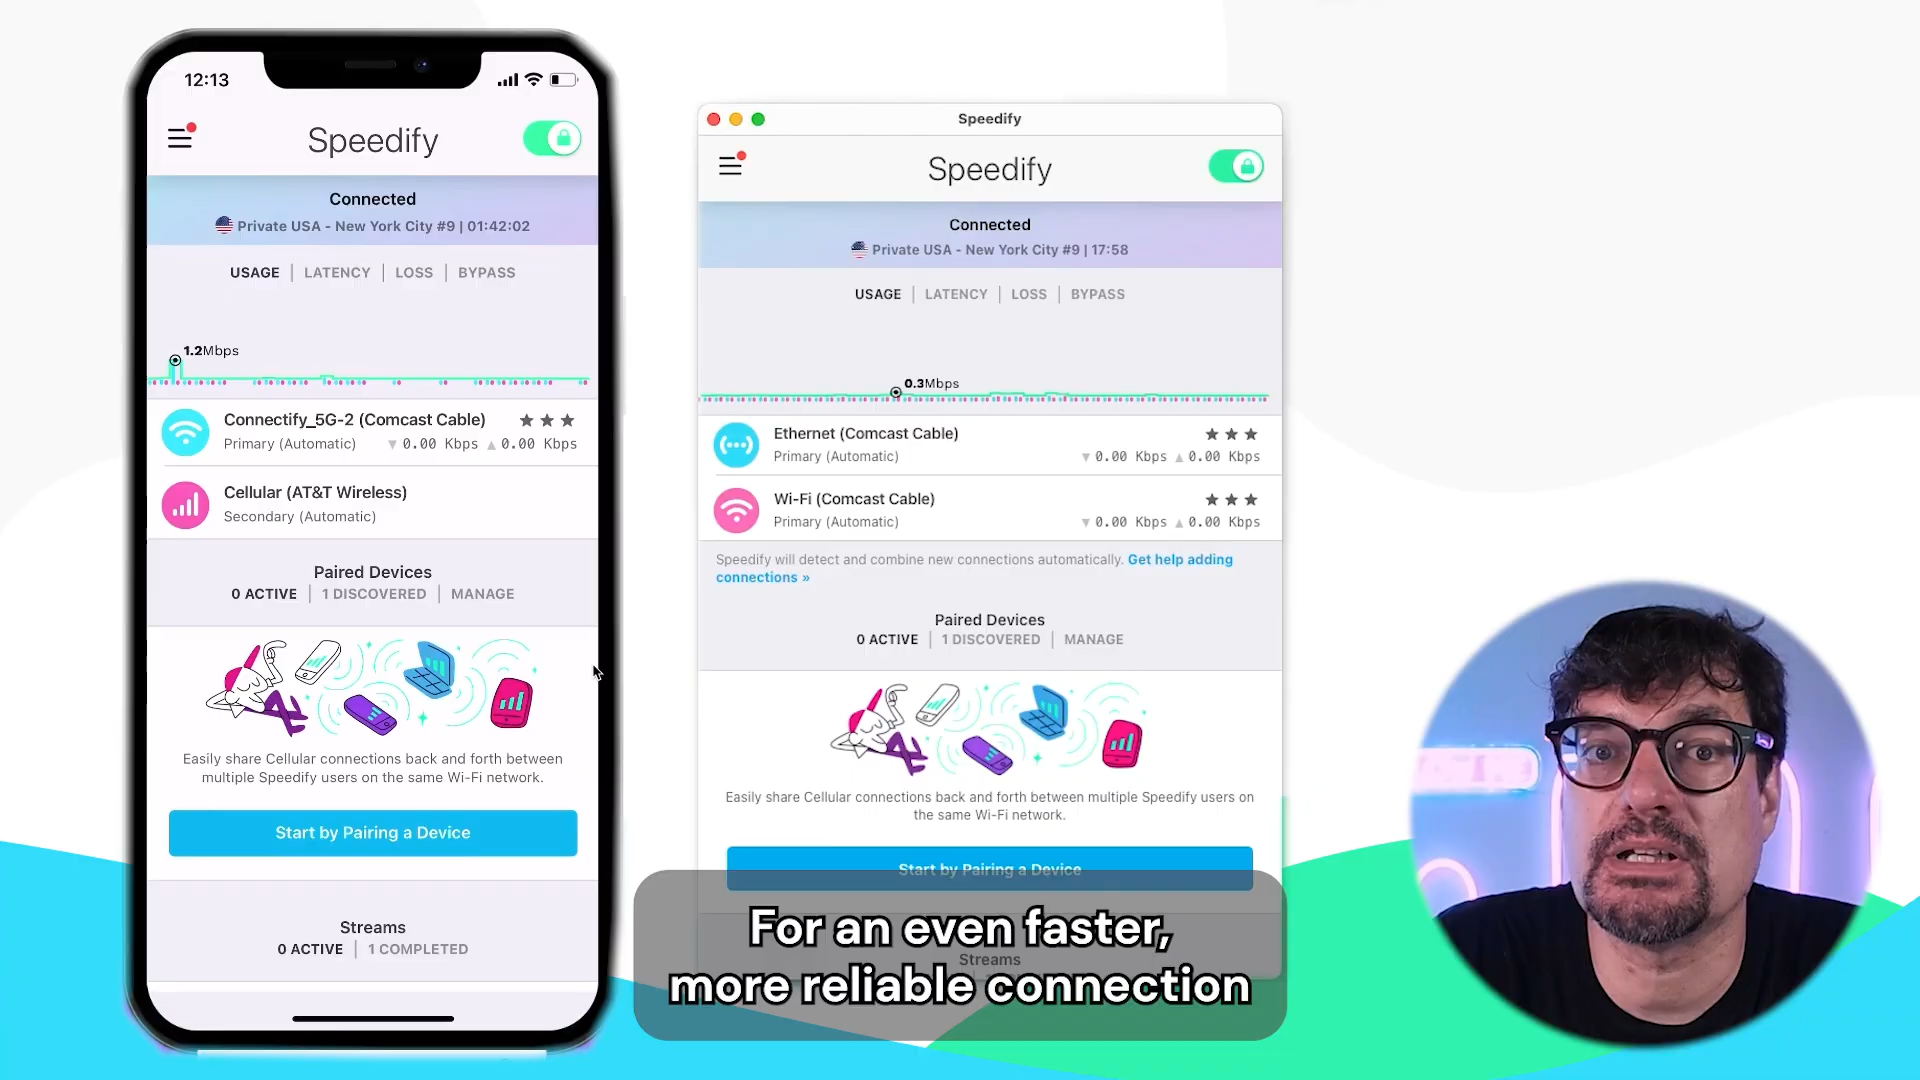 12:13
Speedify
Connected
Private USA - New York City #9 | 01:42:02
USAGE | LATENCY | LOSS | BYPASS
1.2Mbps
Connectify_5G-2 (Comcast Cable)
Primary (Automatic) ▼ 0.00 Kbps ▲ 0.00 Kbps
Cellular (AT&T Wireless)
Secondary (Automatic)
Paired Devices
0 ACTIVE | 1 DISCOVERED | MANAGE
Easily share Cellular connections back and forth between
multiple Speedify users on the same Wi-Fi network.
Start by Pairing a Device
Streams
0 ACTIVE | 1 COMPLETED
Speedify
Speedify
Connected
Private USA - New York City #9 | 17:58
USAGE | LATENCY | LOSS | BYPASS
0.3Mbps
Ethernet (Comcast Cable)
Primary (Automatic) ▼ 0.00 Kbps ▲ 0.00 Kbps
Wi-Fi (Comcast Cable)
Primary (Automatic) ▼ 0.00 Kbps ▲ 0.00 Kbps
Speedify will detect and combine new connections automatically. Get help adding
connections »
Paired Devices
0 ACTIVE | 1 DISCOVERED | MANAGE
Easily share Cellular connections back and forth between multiple Speedify users on
the same Wi-Fi network.
Start by Pairing a Device
For an even faster,
Streams
more reliable connection